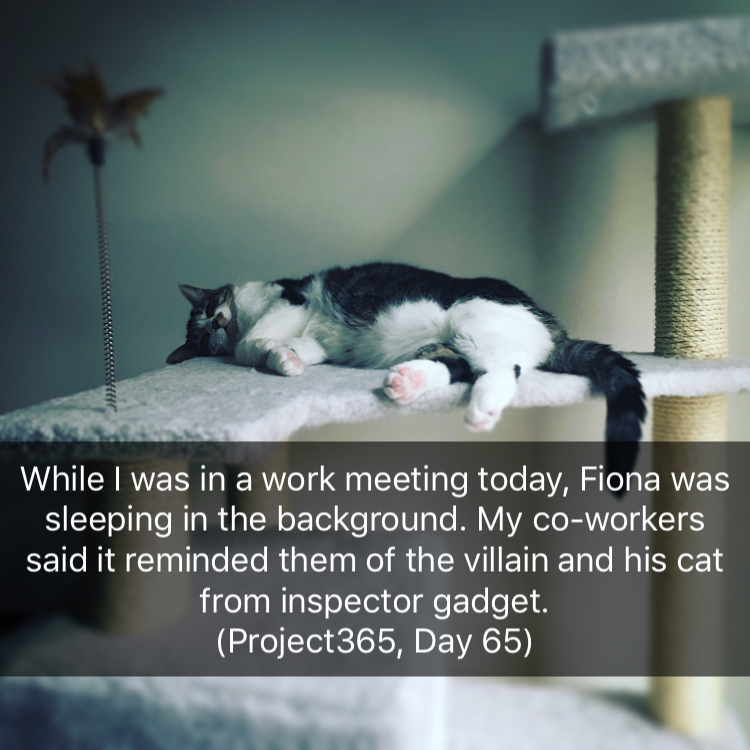 While I was in a work meeting today, Fiona was
sleeping in the background. My co-workers
said it reminded them of the villain and his cat
from inspector gadget.
(Project365, Day 65)